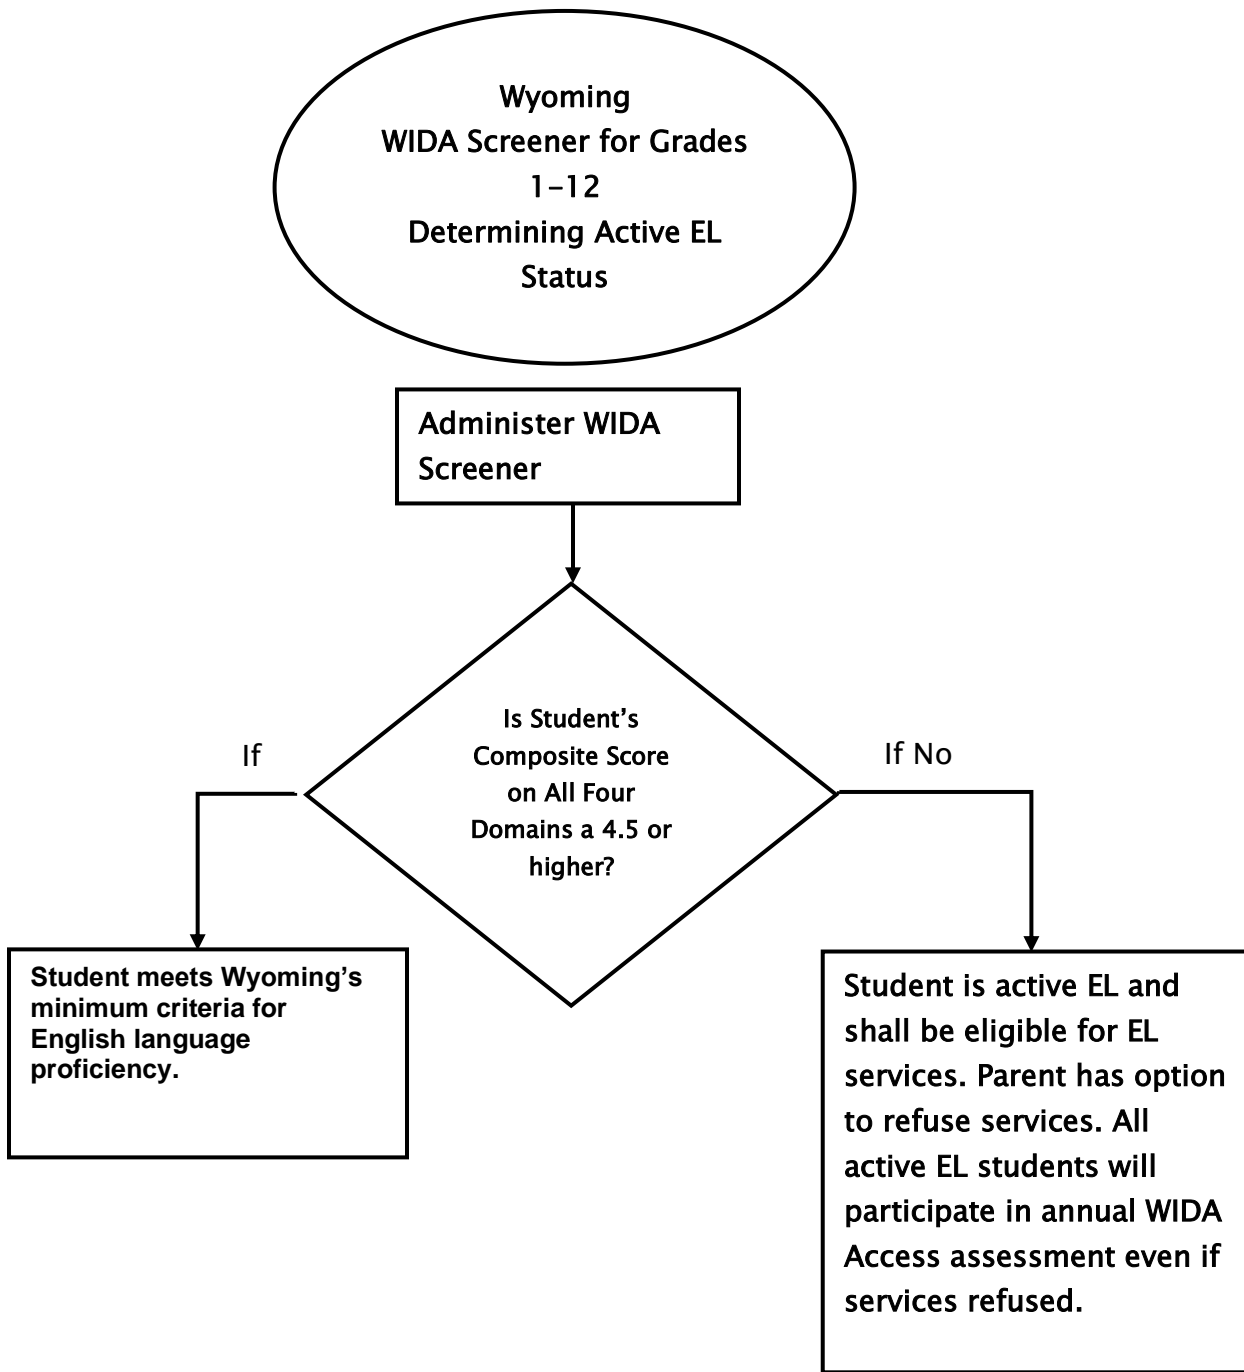 Wyoming
WIDA Screener for Grades
1-12
Determining Active EL
Status
Administer WIDA
Screener
Is Student's
Composite Score
on All Four
Domains a 4.5 or
higher?
If
If No
Student meets Wyoming's
minimum criteria for
English language
proficiency.
Student is active EL and
shall be eligible for EL
services. Parent has option
to refuse services. All
active EL students will
participate in annual WIDA
Access assessment even if
services refused.